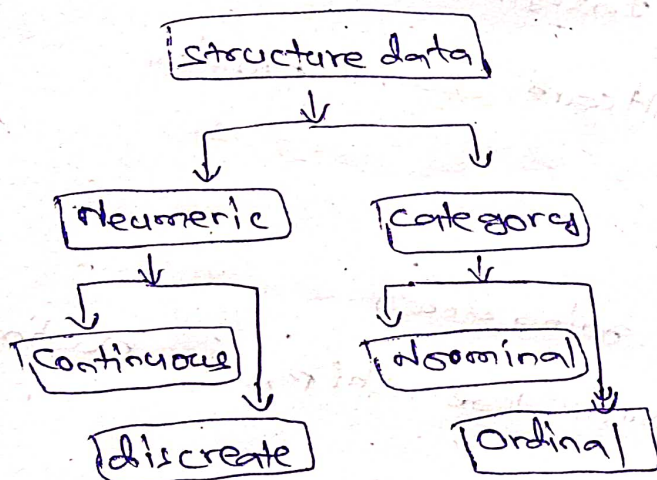 structure data
Neumeric
category
Continuous
Noominal
discreate
Ordinal